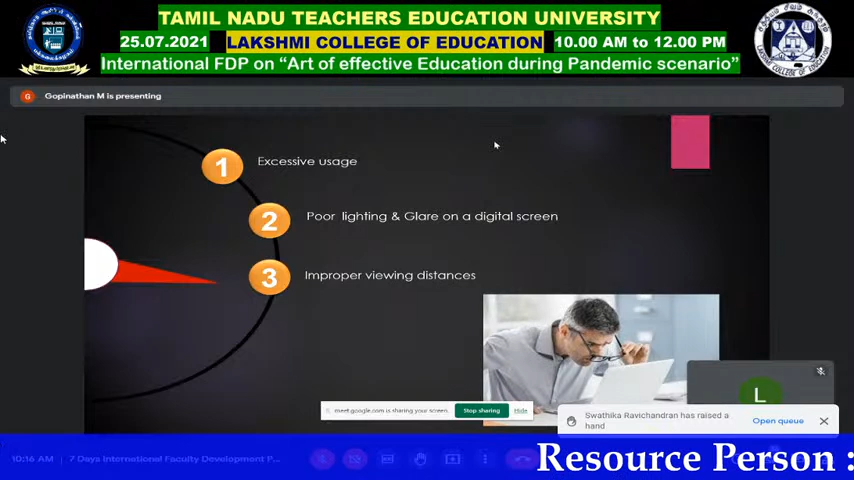 TAMIL NADU TEACHERS EDUCATION UNIVERSITY
25.07.2021 LAKSHMI COLLEGE OF EDUCATION 10.00 AM to 12.00 PM
International FDP on “Art of effective Education during Pandemic scenario”
G Gopinathan M is presenting
1 Excessive usage
2 Poor lighting & Glare on a digital screen
3 Improper viewing distances
L
meet.google.com is sharing your screen. Stop sharing Hide
Swathika Ravichandran has raised a
hand
Open queue
10:16 AM 7 Days International Faculty Development P...
Resource Person :